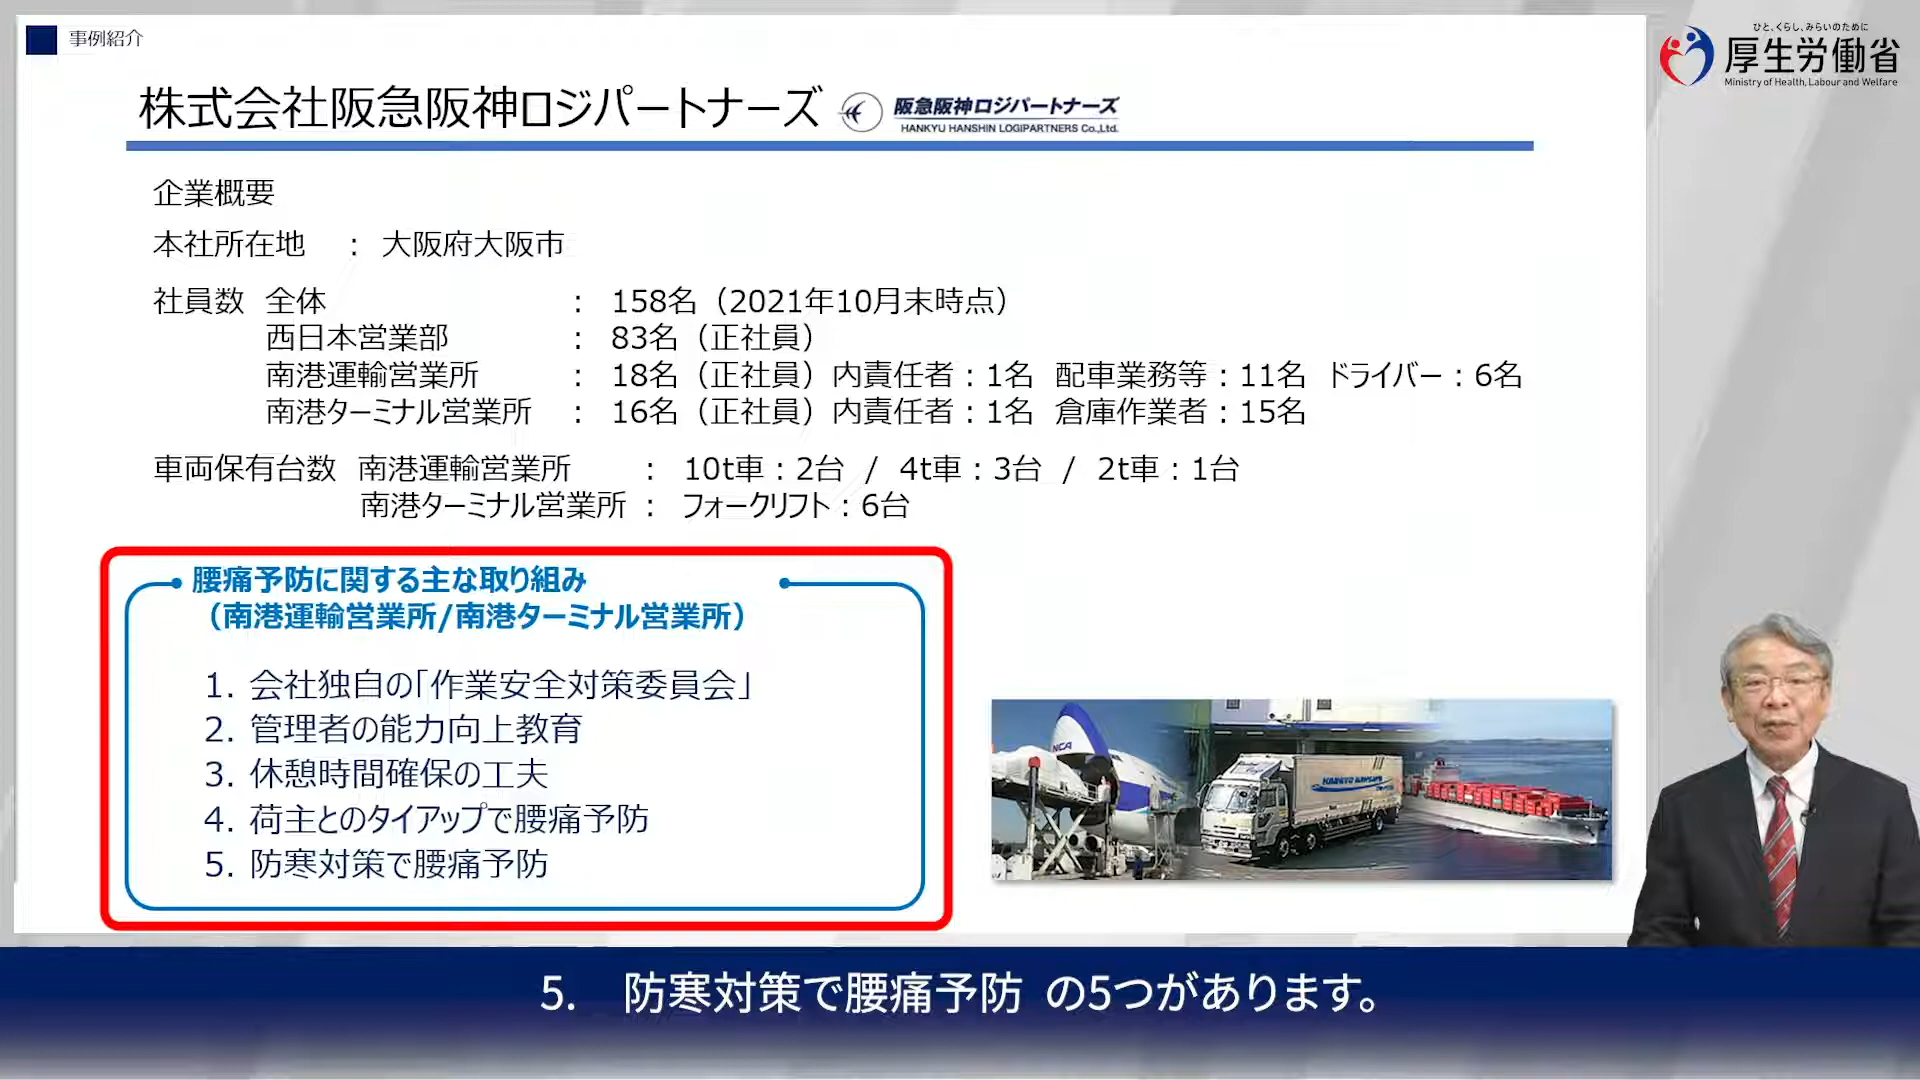 事例紹介
ひと、くらし、みらいのために
厚生労働省
Ministry of Health, Labour and Welfare
株式会社阪急阪神ロジパートナーズ
阪急阪神ロジパートナーズ
HANKYU HANSHIN LOGIPARTNERS Co.,Ltd.
企業概要
本社所在地 : 大阪府大阪市
社員数 全体 : 158名（2021年10月末時点）
西日本営業部 : 83名（正社員）
南港運輸営業所 : 18名（正社員）内責任者：1名 配車業務等：11名 ドライバー：6名
南港ターミナル営業所 : 16名（正社員）内責任者：1名 倉庫作業者：15名
車両保有台数 南港運輸営業所 : 10t車：2台 / 4t車：3台 / 2t車：1台
南港ターミナル営業所 : フォークリフト：6台
腰痛予防に関する主な取り組み
（南港運輸営業所/南港ターミナル営業所）
1. 会社独自の「作業安全対策委員会」
2. 管理者の能力向上教育
3. 休憩時間確保の工夫
4. 荷主とのタイアップで腰痛予防
5. 防寒対策で腰痛予防
NCA
HANKYU HANSHIN
5. 防寒対策で腰痛予防 の5つがあります。